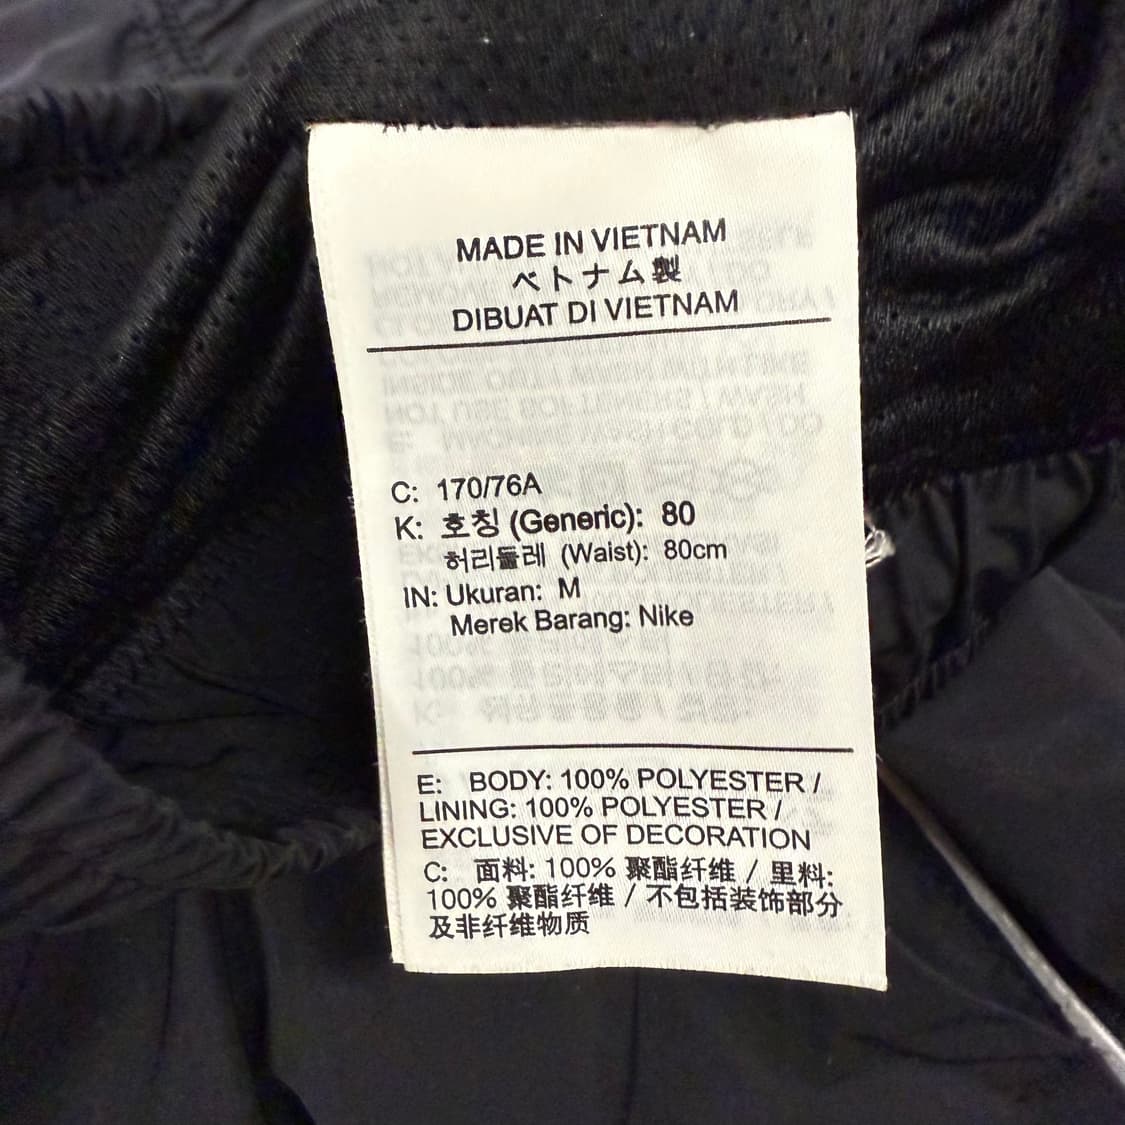 MADE IN VIETNAM
ベトナム製
DIBUAT DI VIETNAM
C: 170/76A
K: 호칭 (Generic): 80
허리둘레 (Waist): 80cm
IN: Ukuran: M
Merek Barang: Nike
E: BODY: 100% POLYESTER /
LINING: 100% POLYESTER /
EXCLUSIVE OF DECORATION
C: 面料: 100% 聚酯纤维 / 里料:
100% 聚酯纤维 / 不包括装饰部分
及非纤维物质